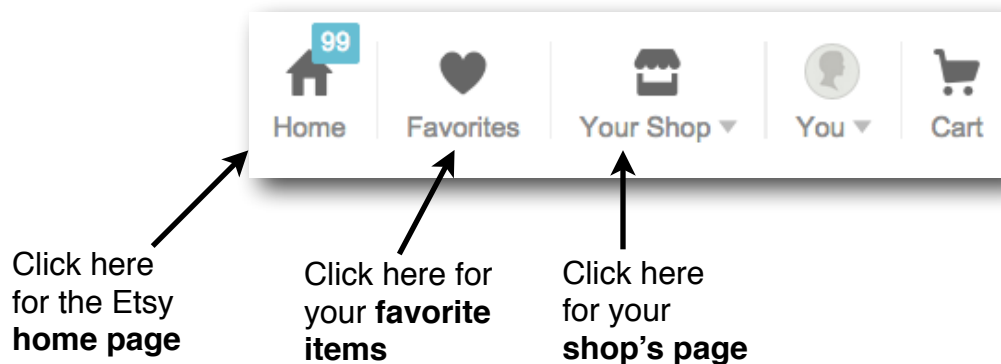 99
Home
Favorites
Your Shop
You
Cart
Click here
for the Etsy
home page
Click here for
your favorite
items
Click here
for your
shop's page